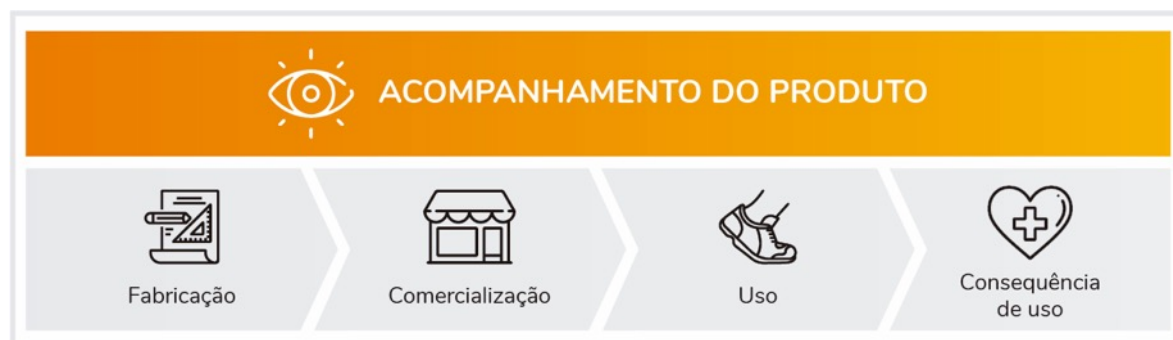 ACOMPANHAMENTO DO PRODUTO
Fabricação
Comercialização
Uso
Consequência
de uso